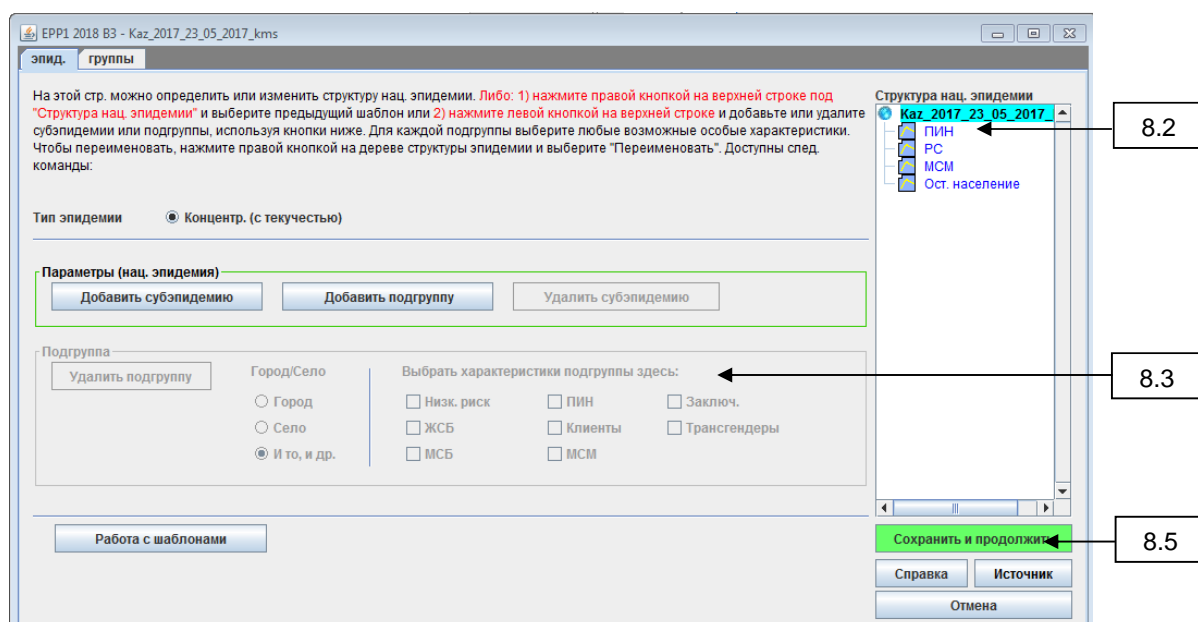 EPP1 2018 B3 - Kaz_2017_23_05_2017_kms
эпид. группы
На этой стр. можно определить или изменить структуру нац. эпидемии. Либо: 1) нажмите правой кнопкой на верхней строке под
"Структура нац. эпидемии" и выберите предыдущий шаблон или 2) нажмите левой кнопкой на верхней строке и добавьте или удалите
субэпидемии или подгруппы, используя кнопки ниже. Для каждой подгруппы выберите любые возможные особые характеристики.
Чтобы переименовать, нажмите правой кнопкой на дереве структуры эпидемии и выберите "Переименовать". Доступны след.
команды:
Структура нац. эпидемии
Kaz_2017_23_05_2017_
ПИН
РС
МСМ
Ост. население
8.2
Тип эпидемии Концентр. (с текучестью)
Параметры (нац. эпидемия)
Добавить субэпидемию Добавить подгруппу Удалить субэпидемию
Подгруппа
Удалить подгруппу Город/Село Выбрать характеристики подгруппы здесь:
8.3
Город Низк. риск ПИН Заключ.
Село ЖСБ Клиенты Трансгендеры
И то, и др. МСБ МСМ
Работа с шаблонами
Сохранить и продолжить
8.5
Справка Источник
Отмена